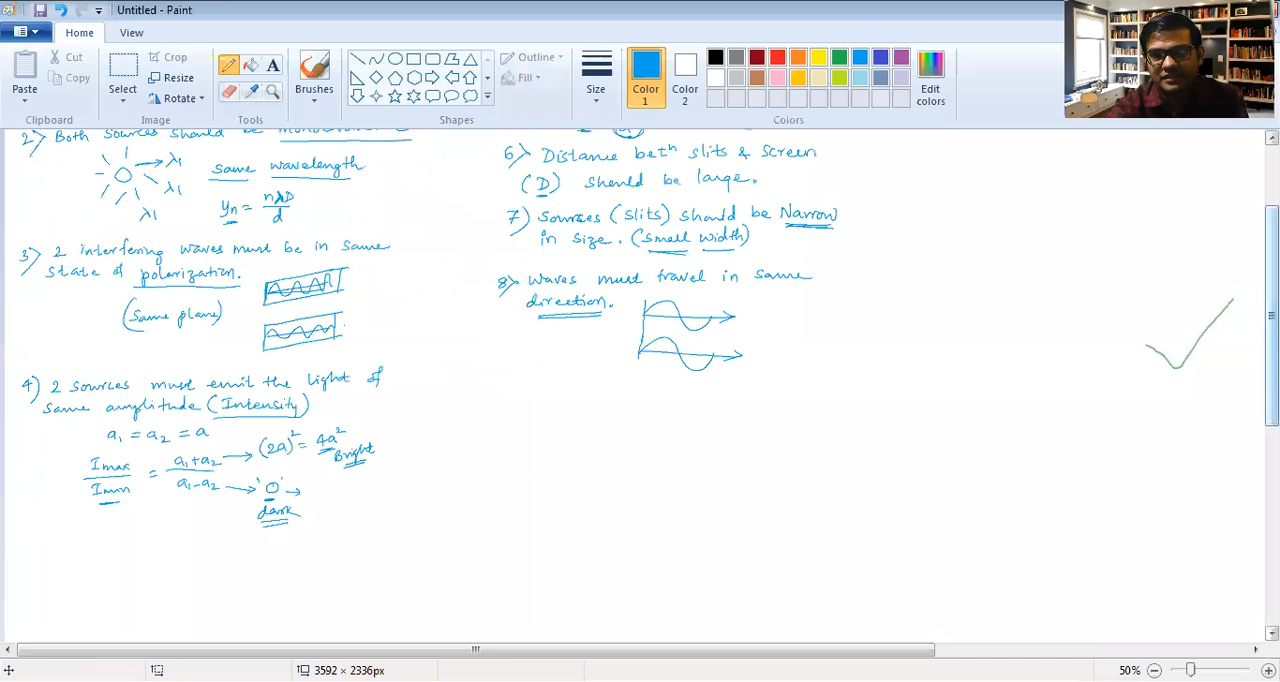 Untitled - Paint
Home
View
Paste
Cut
Copy
Clipboard
Select
Crop
Resize
Rotate
Image
Tools
Brushes
Shapes
Outline
Fill
Size
Color 1
Color 2
Colors
Edit colors
2) Both sources should be
λ1
λ1
λ1
Same wavelength
yn = nλD/d
3) 2 interfering waves must be in same
state of polarization.
(Same plane)
4) 2 sources must emit the light of
same amplitude (Intensity)
a1 = a2 = a
Imax/Imin = a1+a2/a1-a2
→ (2a)² = 4a²
Bright
→ '0' →
dark
6) Distance betn slits & screen
(D) should be large.
7) Sources (slits) should be Narrow
in size. (small width)
8) Waves must travel in same
direction.
3592 × 2336px
50%